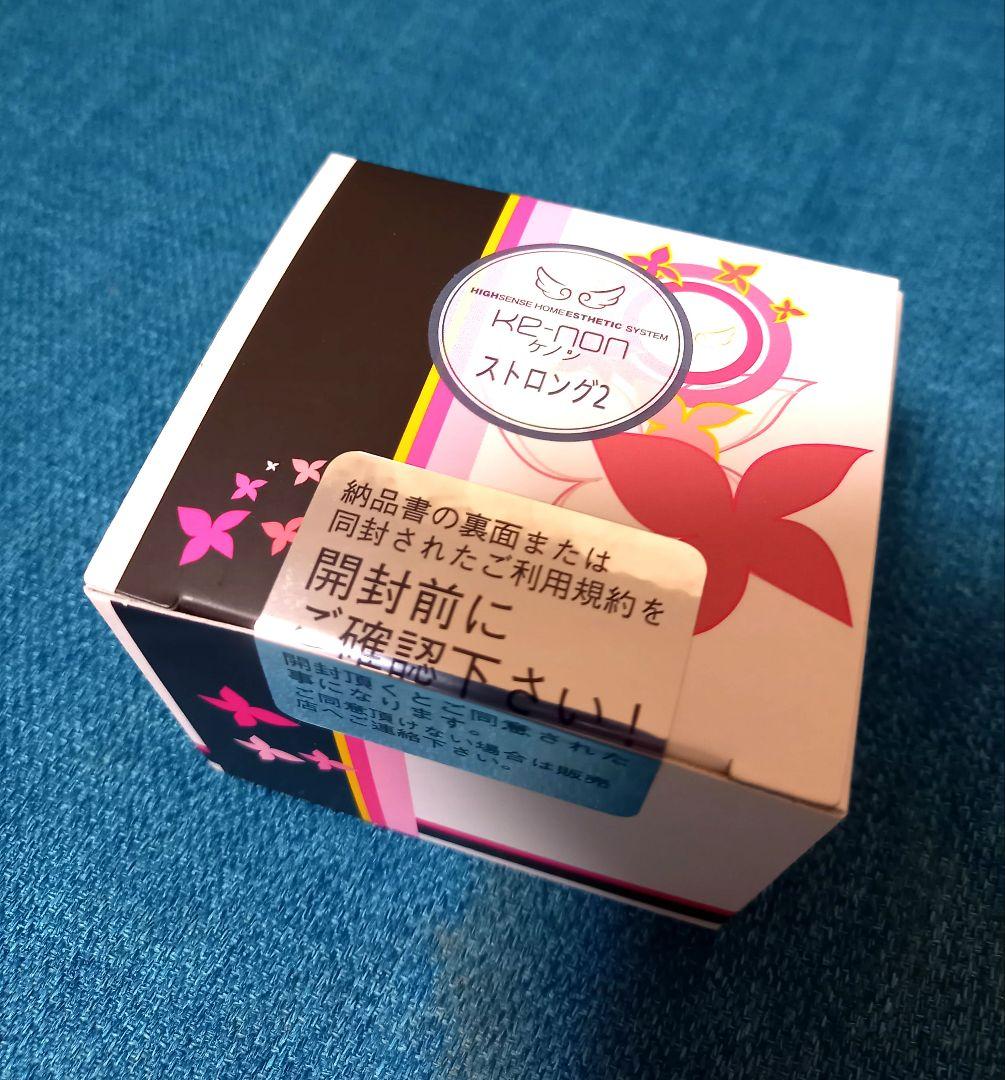 HIGHSENSE HOME ESTHETIC SYSTEM
Ke-non
ケノン
ストロング2
納品書の裏面または
同封されたご利用規約を
開封前に
ご確認下さい！
開封頂くとご同意された
事になります。
ご同意頂けない場合は販売
店へご連絡下さい。